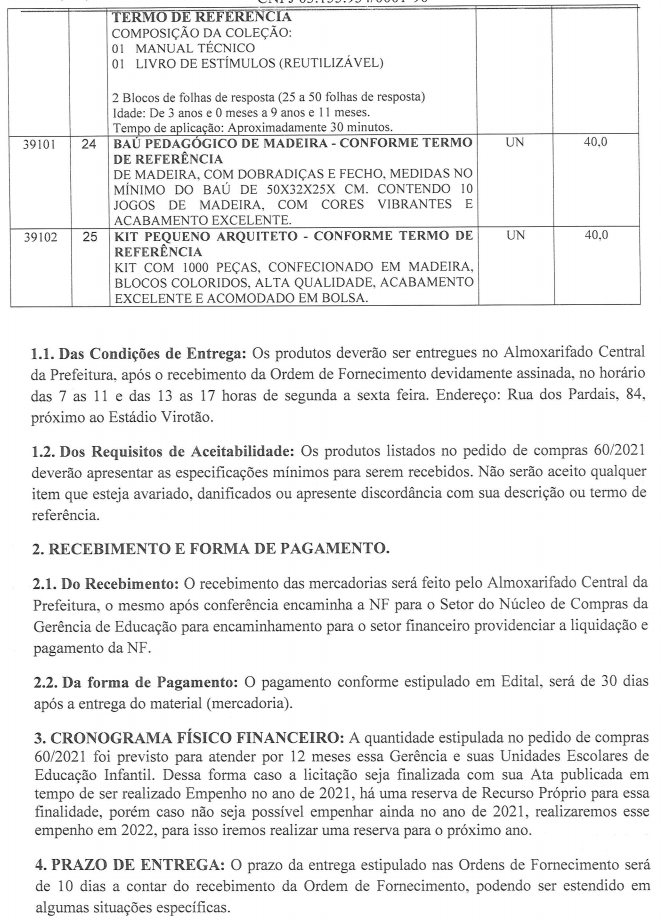 TERMO DE REFERÊNCIA
COMPOSIÇÃO DA COLEÇÃO:
01 MANUAL TÉCNICO
01 LIVRO DE ESTÍMULOS (REUTILIZÁVEL)
2 Blocos de folhas de resposta (25 a 50 folhas de resposta)
Idade: De 3 anos e 0 meses a 9 anos e 11 meses.
Tempo de aplicação: Aproximadamente 30 minutos.
39101 24 BAÚ PEDAGÓGICO DE MADEIRA - CONFORME TERMO UN 40,0
DE REFERÊNCIA
DE MADEIRA, COM DOBRADIÇAS E FECHO, MEDIDAS NO
MÍNIMO DO BAÚ DE 50X32X25X CM. CONTENDO 10
JOGOS DE MADEIRA, COM CORES VIBRANTES E
ACABAMENTO EXCELENTE.
39102 25 KIT PEQUENO ARQUITETO - CONFORME TERMO DE UN 40,0
REFERÊNCIA
KIT COM 1000 PEÇAS, CONFECIONADO EM MADEIRA,
BLOCOS COLORIDOS, ALTA QUALIDADE, ACABAMENTO
EXCELENTE E ACOMODADO EM BOLSA.
1.1. Das Condições de Entrega: Os produtos deverão ser entregues no Almoxarifado Central
da Prefeitura, após o recebimento da Ordem de Fornecimento devidamente assinada, no horário
das 7 as 11 e das 13 as 17 horas de segunda a sexta feira. Endereço: Rua dos Pardais, 84,
próximo ao Estádio Virotão.
1.2. Dos Requisitos de Aceitabilidade: Os produtos listados no pedido de compras 60/2021
deverão apresentar as especificações mínimos para serem recebidos. Não serão aceito qualquer
item que esteja avariado, danificados ou apresente discordância com sua descrição ou termo de
referência.
2. RECEBIMENTO E FORMA DE PAGAMENTO.
2.1. Do Recebimento: O recebimento das mercadorias será feito pelo Almoxarifado Central da
Prefeitura, o mesmo após conferência encaminha a NF para o Setor do Núcleo de Compras da
Gerência de Educação para encaminhamento para o setor financeiro providenciar a liquidação e
pagamento da NF.
2.2. Da forma de Pagamento: O pagamento conforme estipulado em Edital, será de 30 dias
após a entrega do material (mercadoria).
3. CRONOGRAMA FÍSICO FINANCEIRO: A quantidade estipulada no pedido de compras
60/2021 foi previsto para atender por 12 meses essa Gerência e suas Unidades Escolares de
Educação Infantil. Dessa forma caso a licitação seja finalizada com sua Ata publicada em
tempo de ser realizado Empenho no ano de 2021, há uma reserva de Recurso Próprio para essa
finalidade, porém caso não seja possível empenhar ainda no ano de 2021, realizaremos esse
empenho em 2022, para isso iremos realizar uma reserva para o próximo ano.
4. PRAZO DE ENTREGA: O prazo da entrega estipulado nas Ordens de Fornecimento será
de 10 dias a contar do recebimento da Ordem de Fornecimento, podendo ser estendido em
algumas situações específicas.